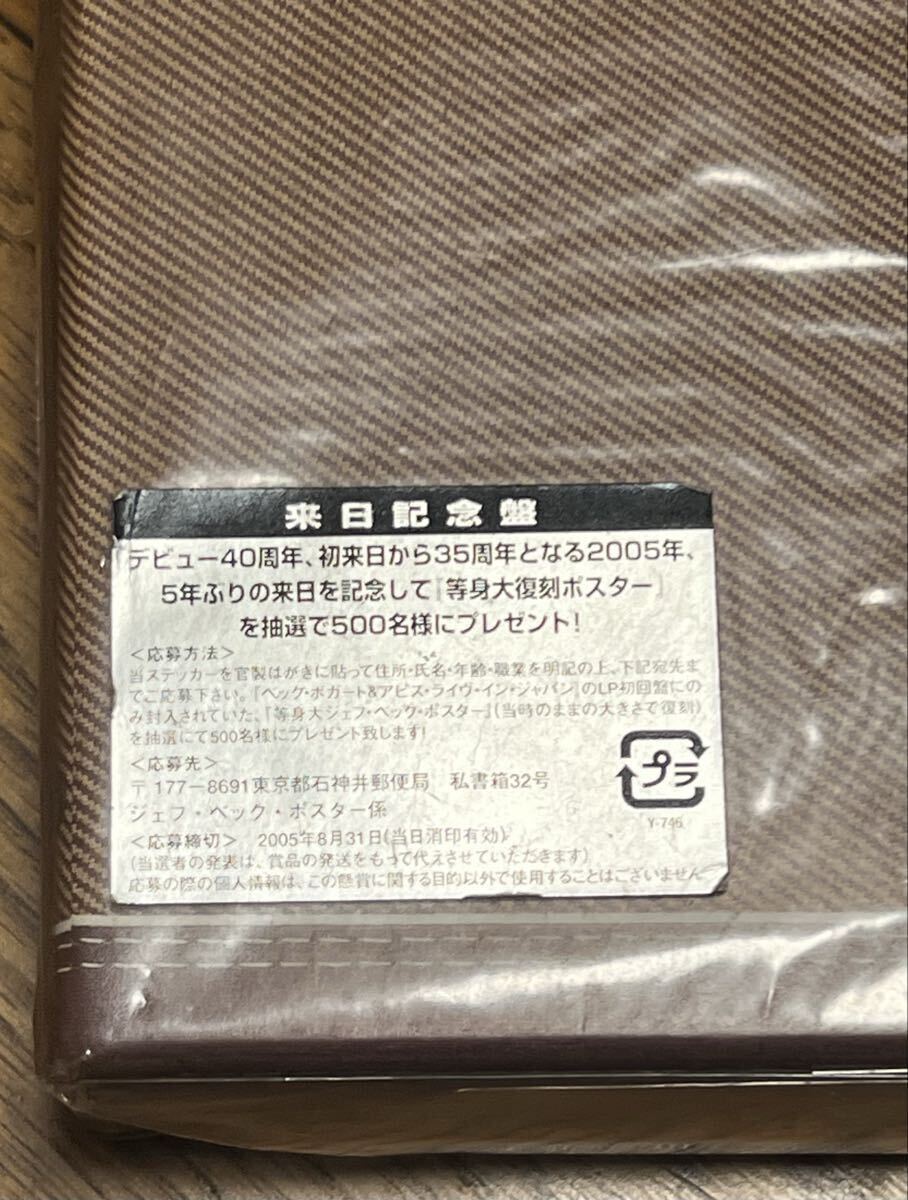 来日記念盤
デビュー40周年、初来日から35周年となる2005年、
5年ぶりの来日を記念して『等身大復刻ポスター』
を抽選で500名様にプレゼント!
<応募方法>
当ステッカーを官製はがきに貼って住所・氏名・年齢・職業を明記の上、下記宛先ま
でご応募下さい。『ベック・ボガート&アピス・ライヴ・イン・ジャパン』のLP初回盤にの
み封入されていた、『等身大ジェフ・ベック・ポスター』(当時のままの大きさで復刻)
を抽選にて500名様にプレゼント致します!
<応募先>
〒177-8691東京都石神井郵便局 私書箱32号
ジェフ・ベック・ポスター係
<応募締切> 2005年8月31日(当日消印有効)
(当選者の発表は、賞品の発送をもって代えさせていただきます)
応募の際の個人情報は、この懸賞に関する目的以外で使用することはございません
プラ
Y-746